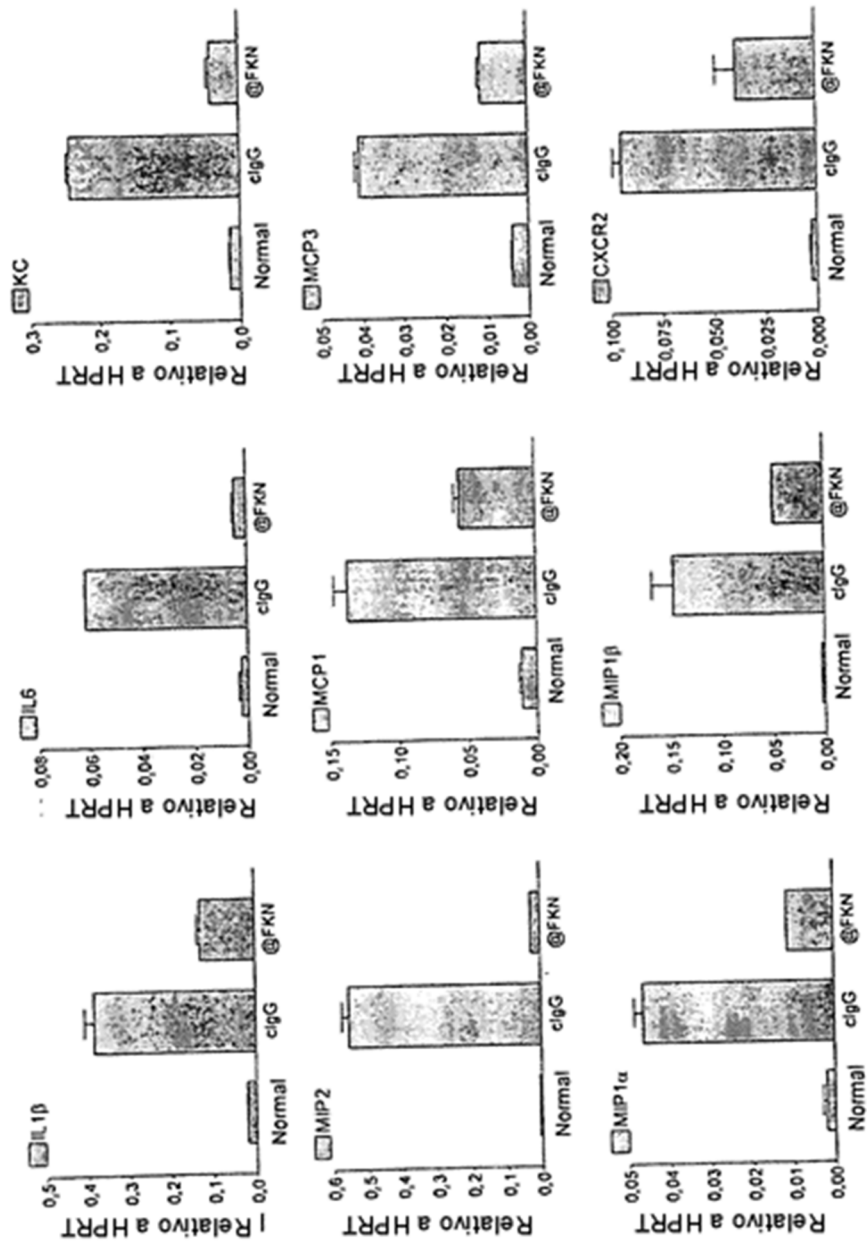 IL1β
Relativo a HPRT
0,5
0,4
0,3
0,2
0,1
0,0
Normal
cIgG
@FKN
IL6
Relativo a HPRT
0,08
0,06
0,04
0,02
0,00
Normal
cIgG
@FKN
KC
Relativo a HPRT
0,3
0,2
0,1
0,0
Normal
cIgG
@FKN
MIP2
Relativo a HPRT
0,6
0,5
0,4
0,3
0,2
0,1
0,0
Normal
cIgG
@FKN
MCP1
Relativo a HPRT
0,15
0,10
0,05
0,00
Normal
cIgG
@FKN
MCP3
Relativo a HPRT
0,05
0,04
0,03
0,02
0,01
0,00
Normal
cIgG
@FKN
MIP1α
Relativo a HPRT
0,05
0,04
0,03
0,02
0,01
0,00
Normal
cIgG
@FKN
MIP1β
Relativo a HPRT
0,20
0,15
0,10
0,05
0,00
Normal
cIgG
@FKN
CXCR2
Relativo a HPRT
0,100
0,075
0,050
0,025
0,000
Normal
cIgG
@FKN